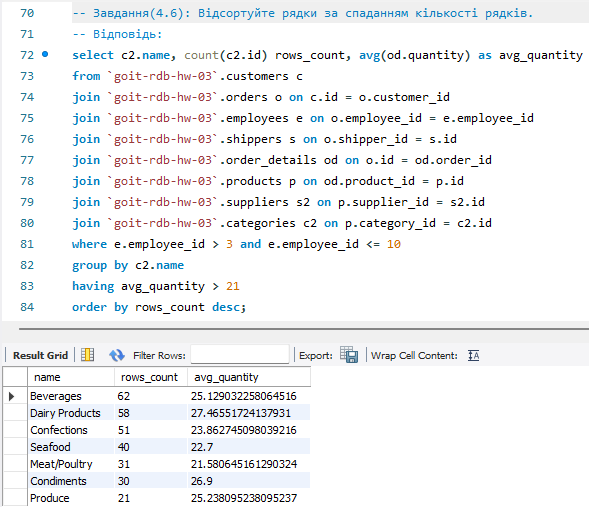 70 -- Завдання(4.6): Відсортуйте рядки за спаданням кількості рядків.
71 -- Відповідь:
72 select c2.name, count(c2.id) rows_count, avg(od.quantity) as avg_quantity
73 from `goit-rdb-hw-03`.customers c
74 join `goit-rdb-hw-03`.orders o on c.id = o.customer_id
75 join `goit-rdb-hw-03`.employees e on o.employee_id = e.employee_id
76 join `goit-rdb-hw-03`.shippers s on o.shipper_id = s.id
77 join `goit-rdb-hw-03`.order_details od on o.id = od.order_id
78 join `goit-rdb-hw-03`.products p on od.product_id = p.id
79 join `goit-rdb-hw-03`.suppliers s2 on p.supplier_id = s2.id
80 join `goit-rdb-hw-03`.categories c2 on p.category_id = c2.id
81 where e.employee_id > 3 and e.employee_id <= 10
82 group by c2.name
83 having avg_quantity > 21
84 order by rows_count desc;
Result Grid Filter Rows: Export: Wrap Cell Content:
name rows_count avg_quantity
Beverages 62 25.129032258064516
Dairy Products 58 27.46551724137931
Confections 51 23.862745098039216
Seafood 40 22.7
Meat/Poultry 31 21.580645161290324
Condiments 30 26.9
Produce 21 25.238095238095237